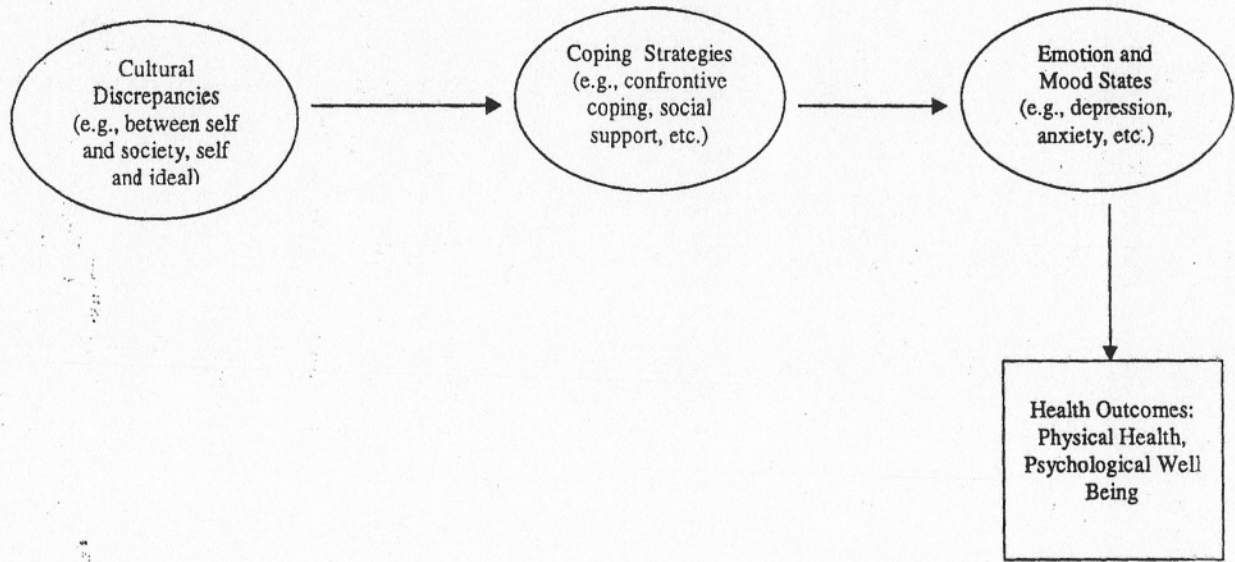 Cultural
Discrepancies
(e.g., between self
and society, self
and ideal)
Coping Strategies
(e.g., confrontive
coping, social
support, etc.)
Emotion and
Mood States
(e.g., depression,
anxiety, etc.)
Health Outcomes:
Physical Health,
Psychological Well
Being